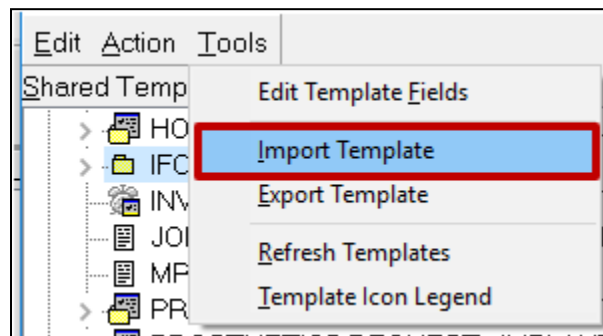 Edit Action Tools
Shared Temp
Edit Template Fields
HO
IFC
Import Template
INV
Export Template
JOI
MP
Refresh Templates
PR
Template Icon Legend